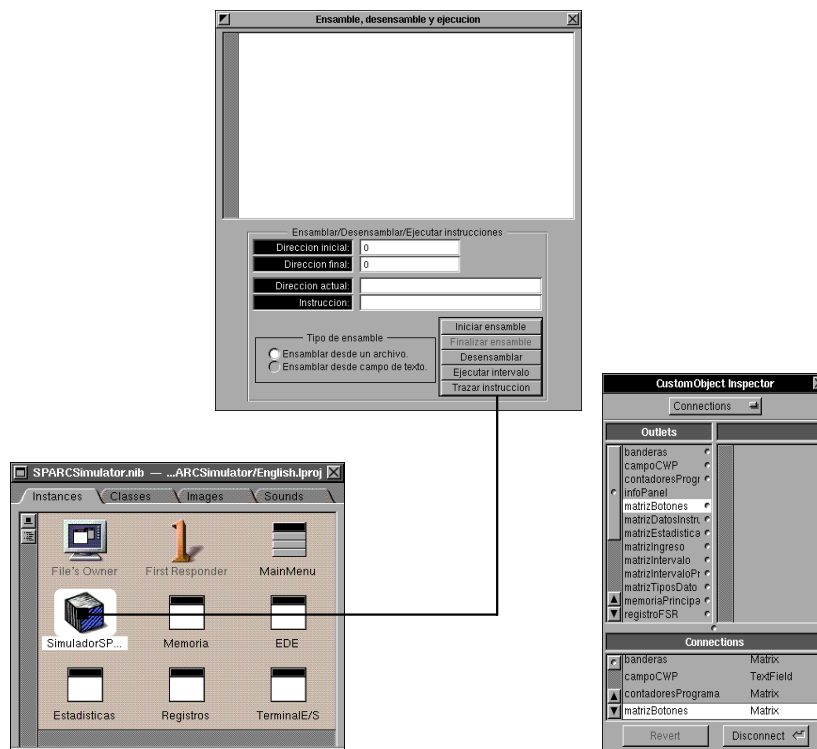 Ensamble, desensamble y ejecucion
Ensamblar/Desensamblar/Ejecutar instrucciones
Direccion inicial: 0
Direccion final: 0
Direccion actual:
Instruccion:
Tipo de ensamble
Ensamblar desde un archivo.
Ensamblar desde campo de texto.
Iniciar ensamble
Finalizar ensamble
Desensamblar
Ejecutar intervalo
Trazar instruccion
SPARCSimulator.nib — ...ARCSimulator/English.lproj
Instances Classes Images Sounds
File's Owner First Responder MainMenu
SimuladorSP... Memoria EDE
Estadisticas Registros TerminalE/S
CustomObject Inspector
Connections
Outlets
banderas
campoCWP
contadoresProgr
infoPanel
matrizBotones
matrizDatosInstru
matrizEstadistica
matrizIngreso
matrizIntervalo
matrizIntervaloPr
matrizTiposDato
memoriaPrincipa
registroFSR
Connections
banderas Matrix
campoCWP TextField
contadoresPrograma Matrix
matrizBotones Matrix
Revert Disconnect